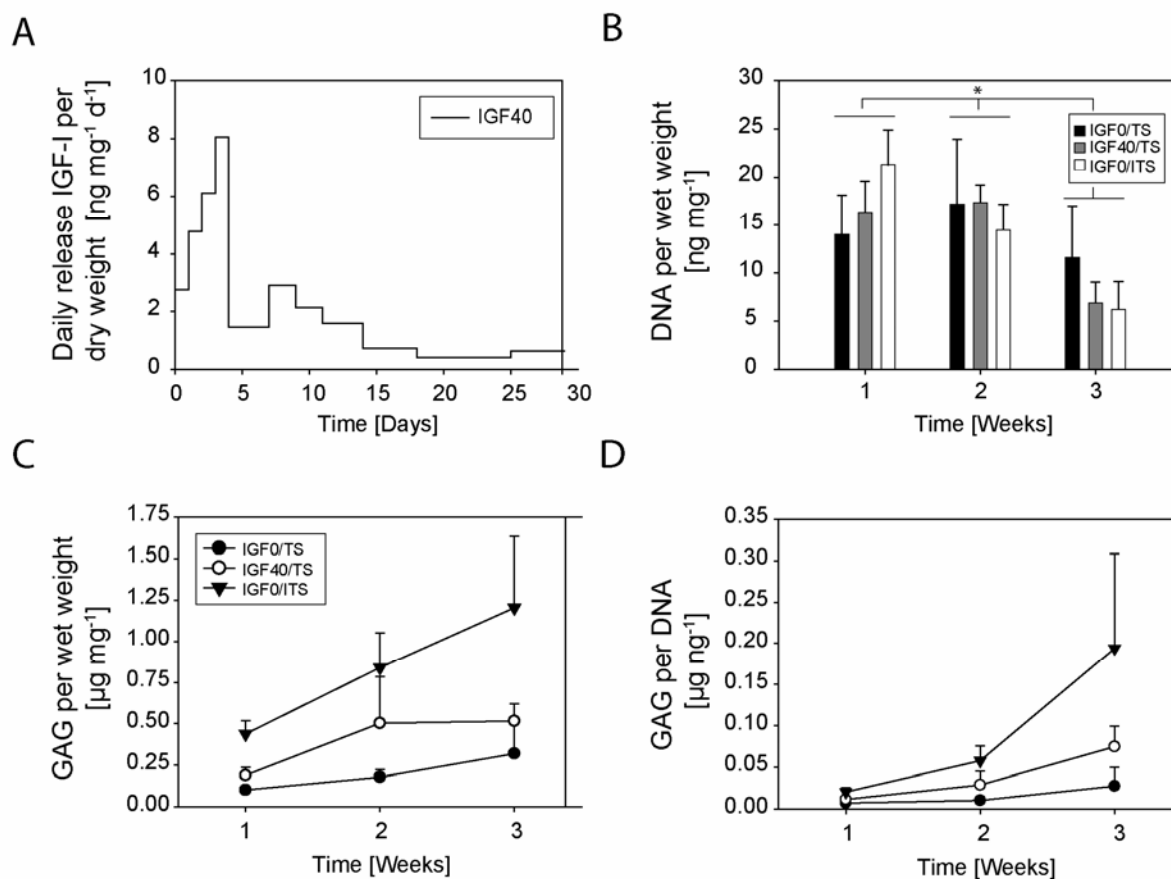 A
Daily release IGF-I per
dry weight [ng mg⁻¹ d⁻¹]
10
8
6
4
2
0
IGF40
0 5 10 15 20 25 30
Time [Days]
B
DNA per wet weight
[ng mg⁻¹]
30
25
20
15
10
5
0
*
IGF0/TS
IGF40/TS
IGF0/ITS
1 2 3
Time [Weeks]
C
GAG per wet weight
[µg mg⁻¹]
1.75
1.50
1.25
1.00
0.75
0.50
0.25
0.00
IGF0/TS
IGF40/TS
IGF0/ITS
1 2 3
Time [Weeks]
D
GAG per DNA
[µg ng⁻¹]
0.35
0.30
0.25
0.20
0.15
0.10
0.05
0.00
1 2 3
Time [Weeks]